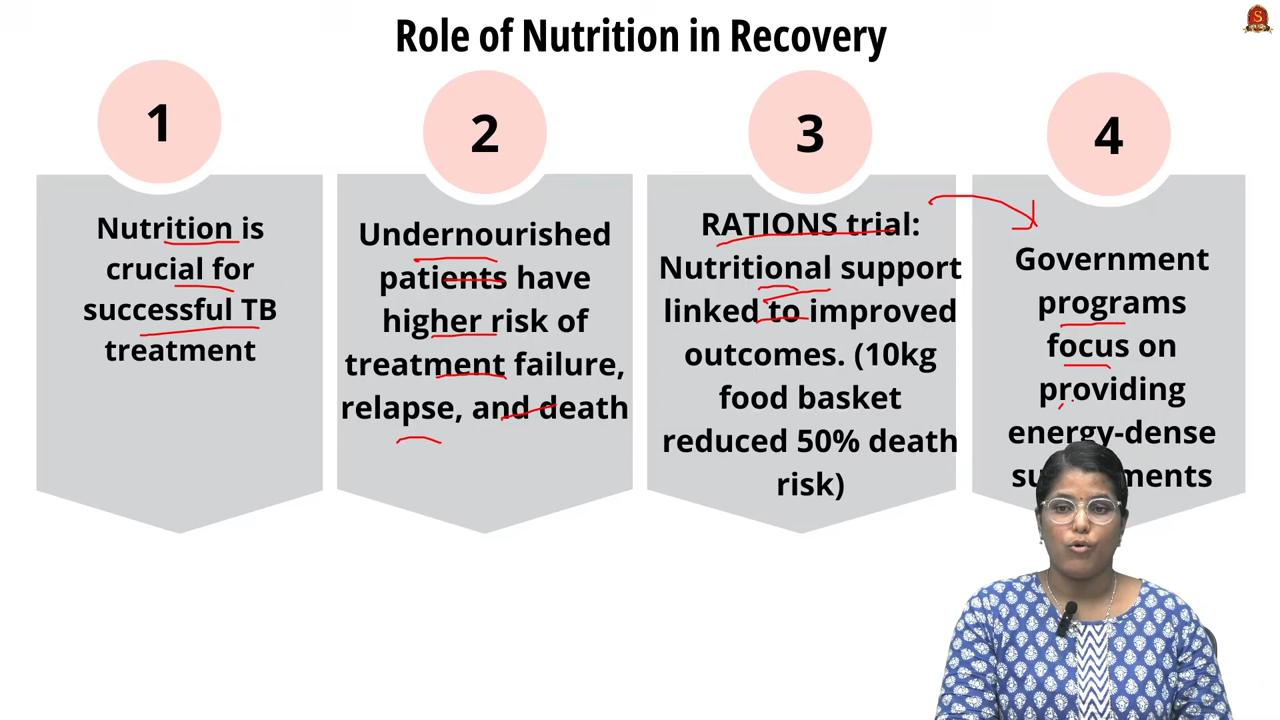 Role of Nutrition in Recovery
1
Nutrition is
crucial for
successful TB
treatment
2
Undernourished
patients have
higher risk of
treatment failure,
relapse, and death
3
RATIONS trial:
Nutritional support
linked to improved
outcomes. (10kg
food basket
reduced 50% death
risk)
4
Government
programs
focus on
providing
energy-dense
S